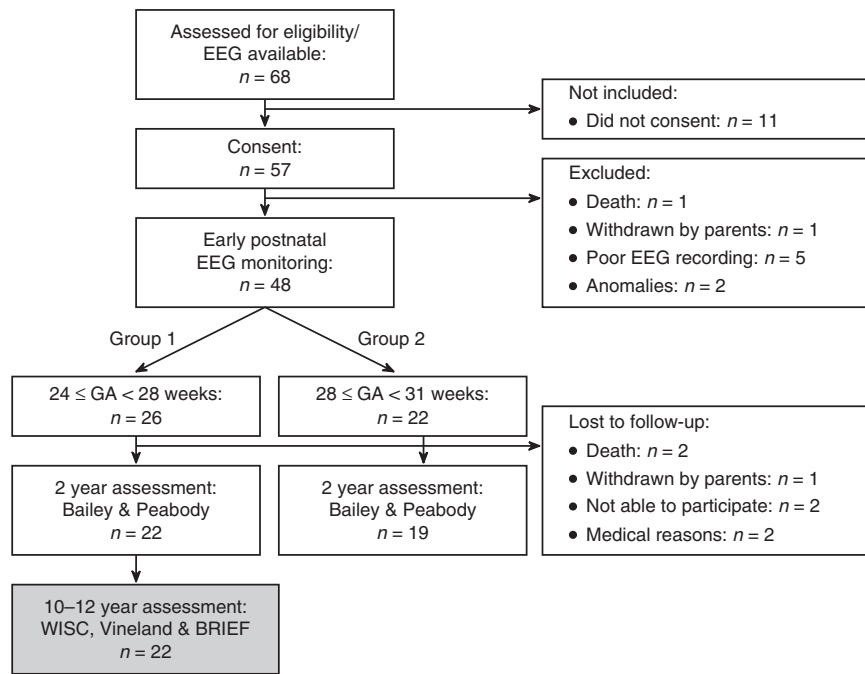 Assessed for eligibility/
EEG available:
n = 68
Not included:
• Did not consent: n = 11
Consent:
n = 57
Excluded:
• Death: n = 1
• Withdrawn by parents: n = 1
• Poor EEG recording: n = 5
• Anomalies: n = 2
Early postnatal
EEG monitoring:
n = 48
Group 1
Group 2
24 ≤ GA < 28 weeks:
n = 26
28 ≤ GA < 31 weeks:
n = 22
Lost to follow-up:
• Death: n = 2
• Withdrawn by parents: n = 1
• Not able to participate: n = 2
• Medical reasons: n = 2
2 year assessment:
Bailey & Peabody
n = 22
2 year assessment:
Bailey & Peabody
n = 19
10–12 year assessment:
WISC, Vineland & BRIEF
n = 22